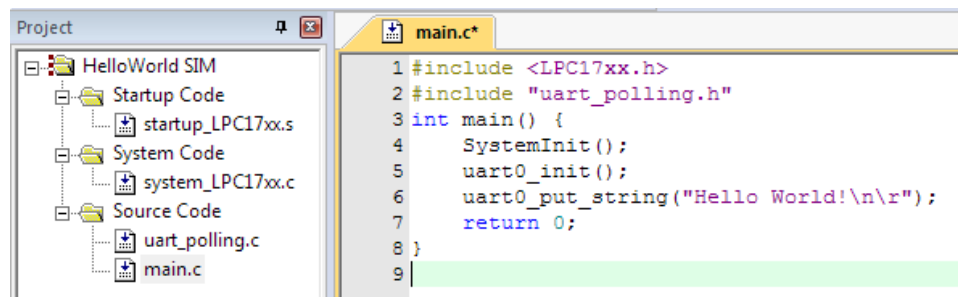 Project
HelloWorld SIM
Startup Code
startup_LPC17xx.s
System Code
system_LPC17xx.c
Source Code
uart_polling.c
main.c
main.c*
1 #include <LPC17xx.h>
2 #include "uart_polling.h"
3 int main() {
4     SystemInit();
5     uart0_init();
6     uart0_put_string("Hello World!\n\r");
7     return 0;
8 }
9